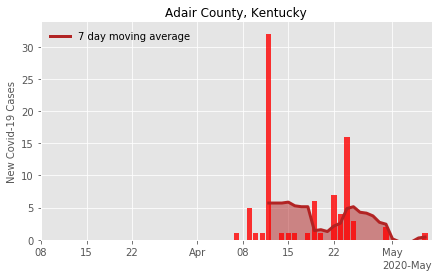 Adair County, Kentucky
7 day moving average
New Covid-19 Cases
30
25
20
15
10
5
0
08 15 22 Apr 08 15 22 May
2020-May